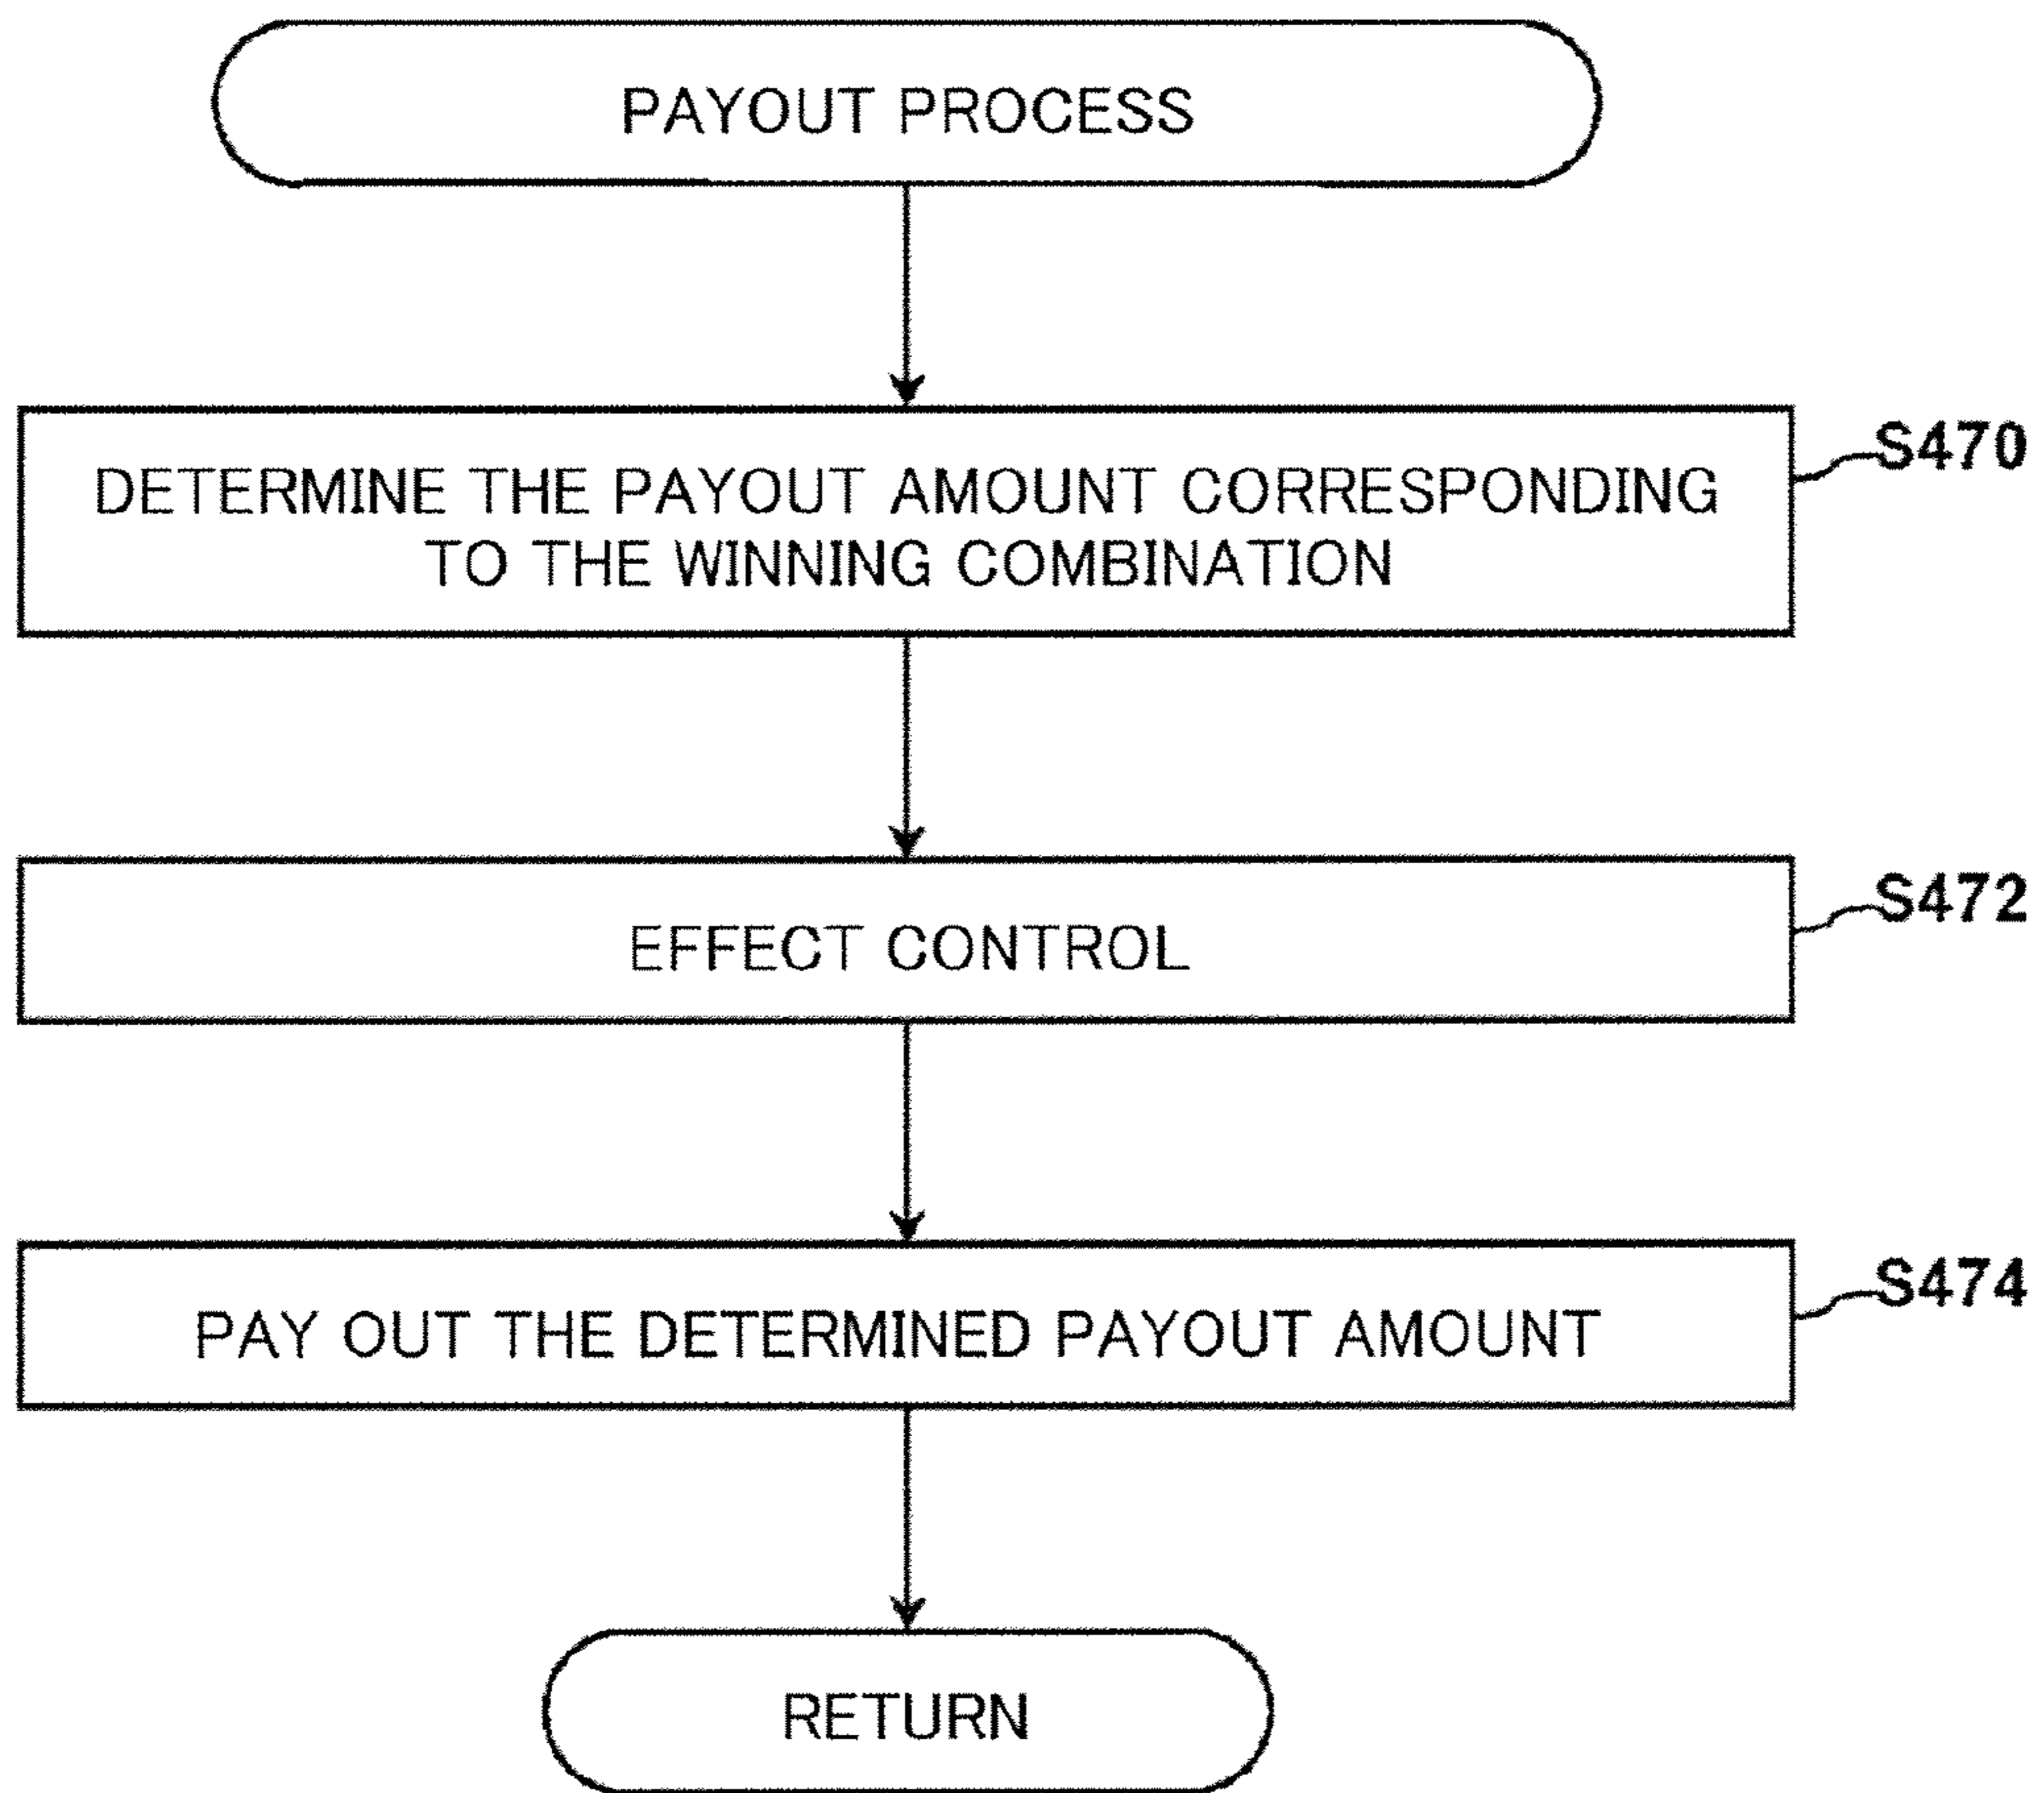 PAYOUT PROCESS
DETERMINE THE PAYOUT AMOUNT CORRESPONDING
TO THE WINNING COMBINATION
S470
EFFECT CONTROL
S472
PAY OUT THE DETERMINED PAYOUT AMOUNT
S474
RETURN